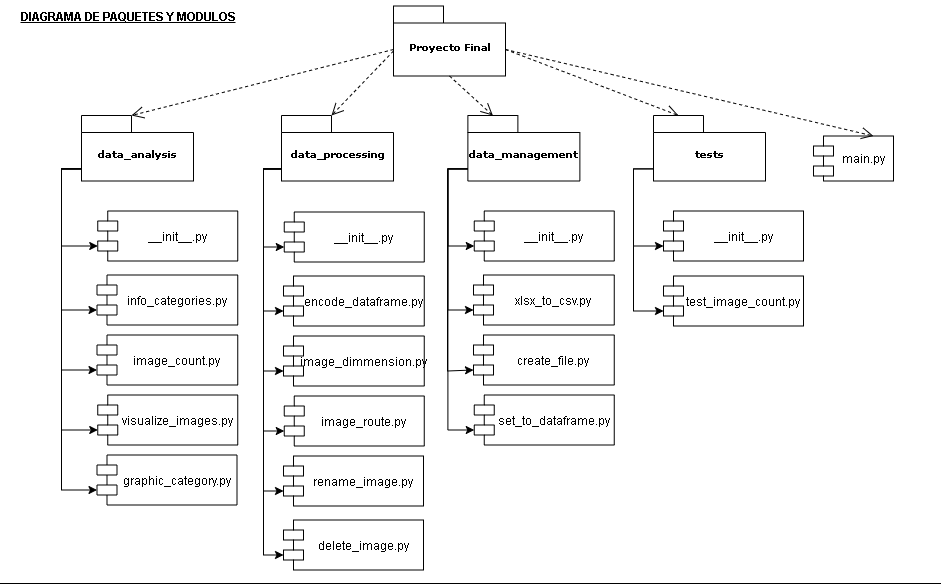 DIAGRAMA DE PAQUETES Y MODULOS
Proyecto Final
data_analysis
data_processing
data_management
tests
main.py
__init__.py
info_categories.py
image_count.py
visualize_images.py
graphic_category.py
__init__.py
encode_dataframe.py
image_dimmension.py
image_route.py
rename_image.py
delete_image.py
__init__.py
xlsx_to_csv.py
create_file.py
set_to_dataframe.py
__init__.py
test_image_count.py